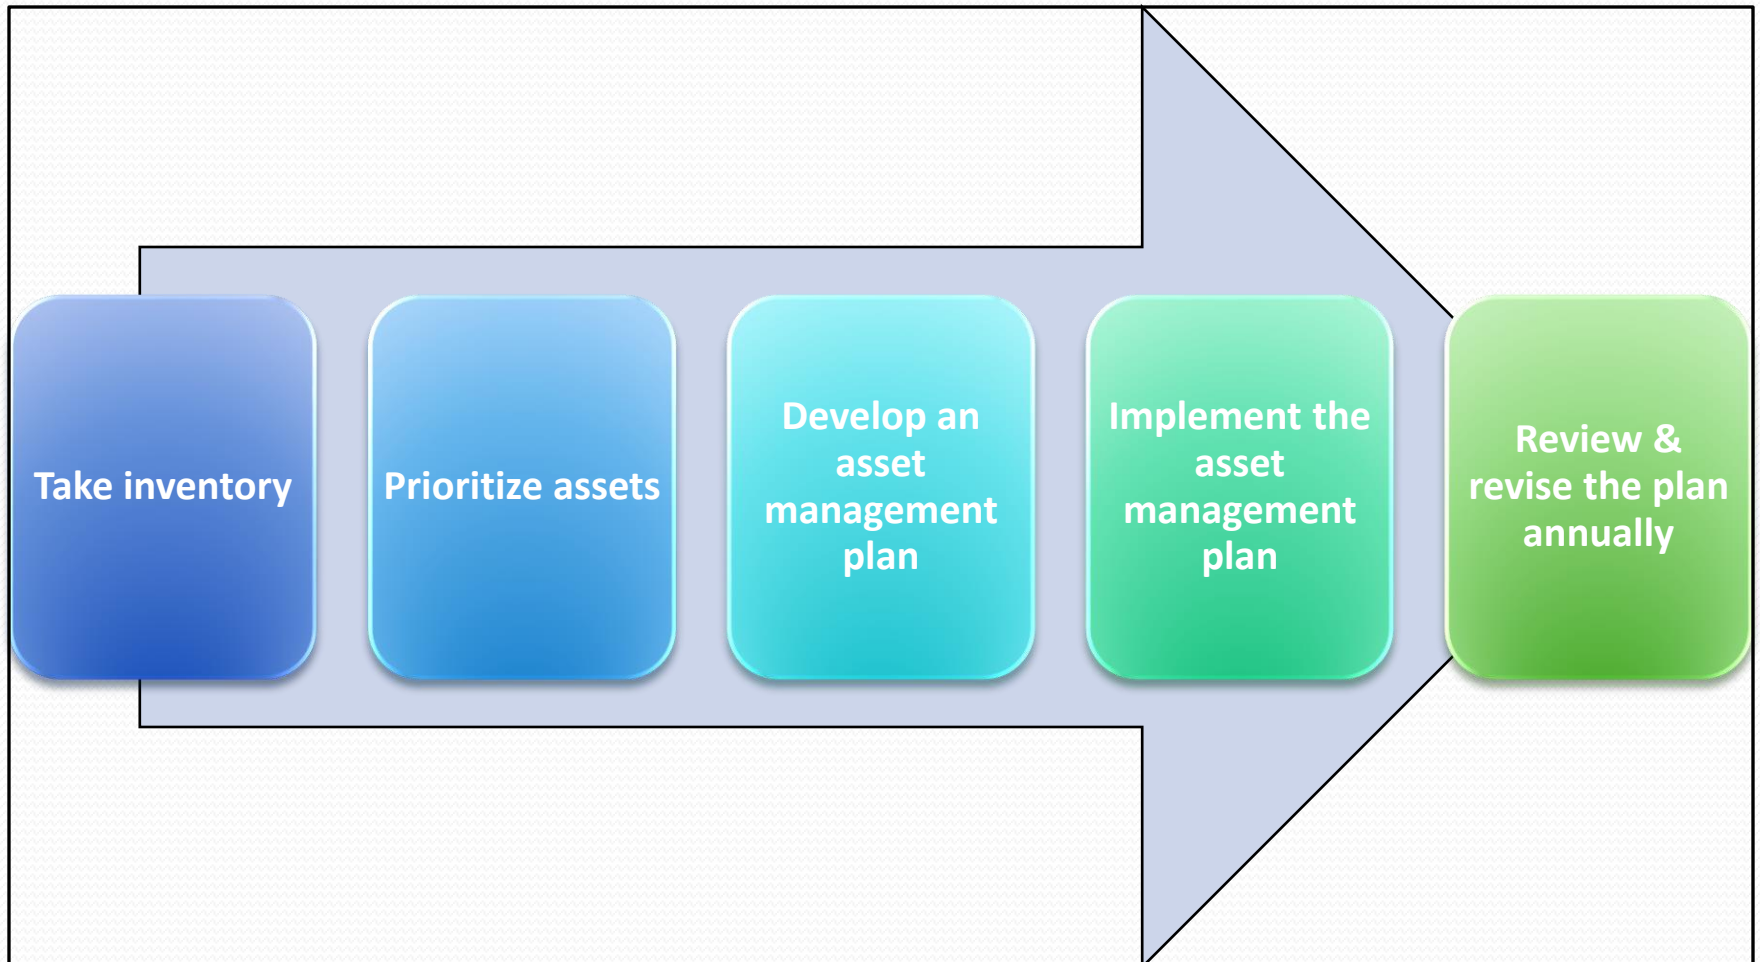 Take inventory
Prioritize assets
Develop an
asset
management
plan
Implement the
asset
management
plan
Review &
revise the plan
annually